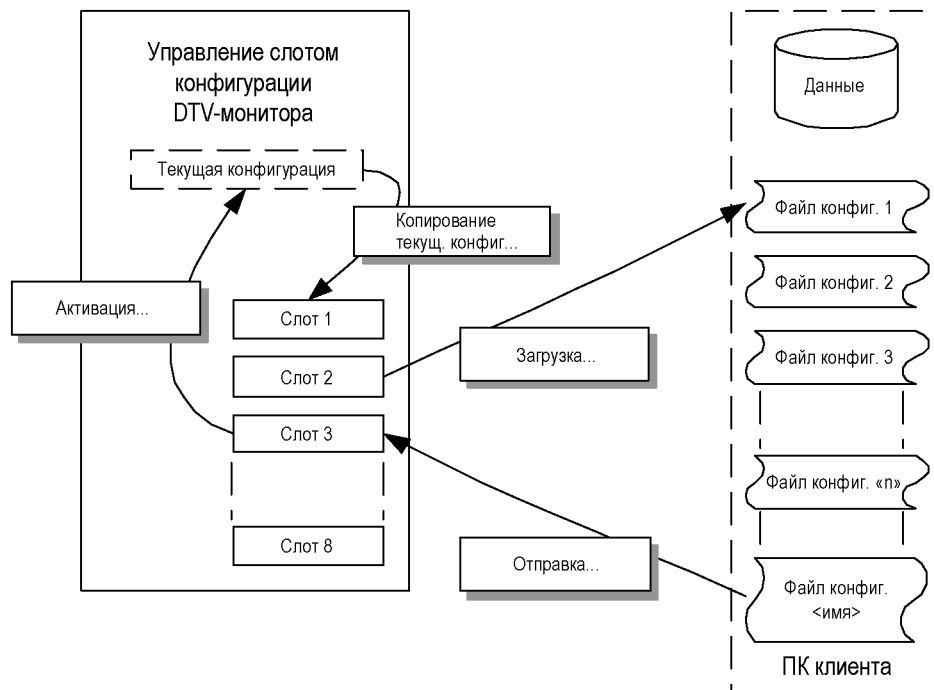 Управление слотом
конфигурации
DTV-монитора
Текущая конфигурация
Копирование
текущ. конфиг...
Активация...
Слот 1
Слот 2
Слот 3
Слот 8
Загрузка...
Отправка...
Данные
Файл конфиг. 1
Файл конфиг. 2
Файл конфиг. 3
Файл конфиг. «n»
Файл конфиг.
<имя>
ПК клиента